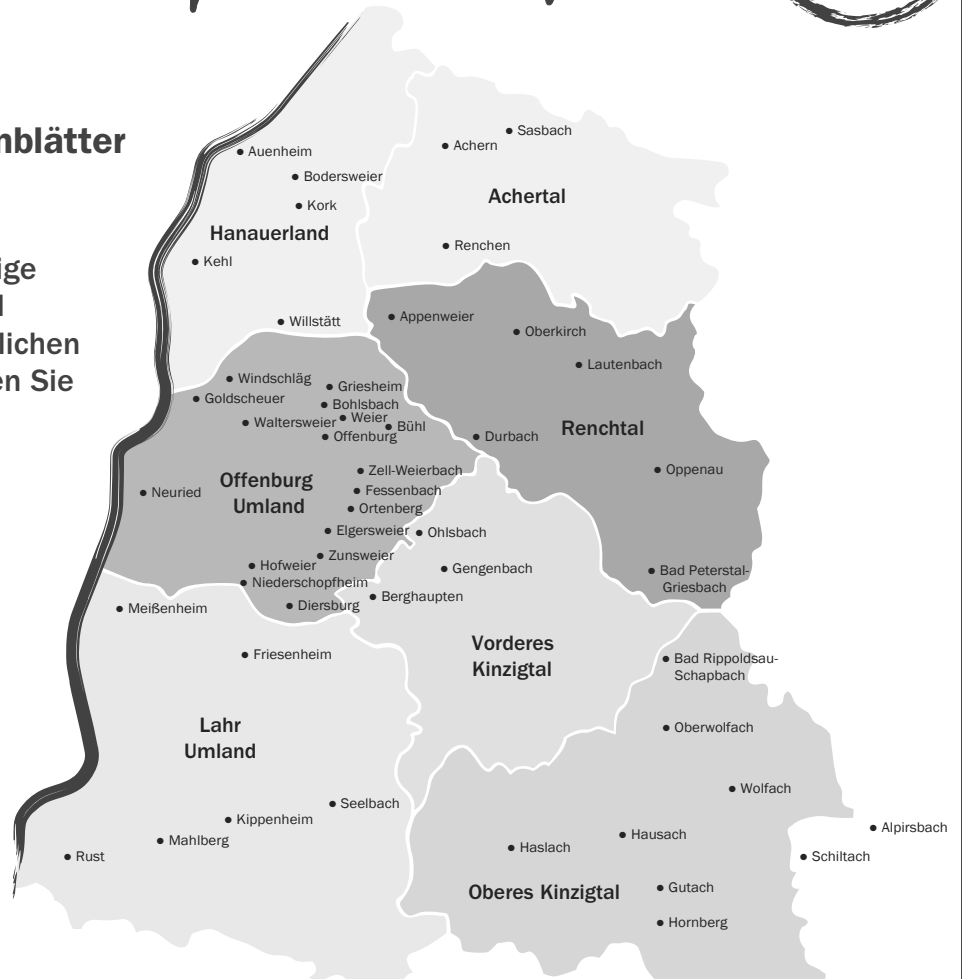 nblätter
ige
lichen
en Sie
Sasbach
Achern
Auenheim
Bodersweier
Achertal
Kork
Hanauerland
Renchen
Kehl
Appenweier
Willstätt
Oberkirch
Lautenbach
Windschläg
Griesheim
Goldscheuer
Bohlsbach
Weier
Waltersweier
Bühl
Offenburg
Durbach
Renchtal
Zell-Weierbach
Oppenau
Offenburg
Umland
Fessenbach
Neuried
Ortenberg
Elgersweier
Ohlsbach
Zunsweier
Hofweier
Gengenbach
Bad Peterstal-
Griesbach
Niederschopfheim
Berghaupten
Diersburg
Meißenheim
Vorderes
Kinzigtal
Friesenheim
Bad Rippoldsau-
Schapbach
Lahr
Umland
Oberwolfach
Wolfach
Seelbach
Kippenheim
Alpirsbach
Hausach
Mahlberg
Haslach
Rust
Schiltach
Oberes Kinzigtal
Gutach
Hornberg